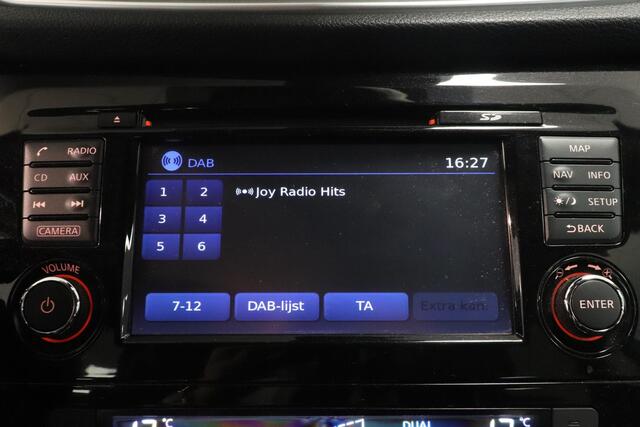 SD
RADIO
CD AUX
CAMERA
VOLUME
DAB 16:27
1 2 Joy Radio Hits
3 4
5 6
7-12 DAB-lijst TA Extra kan.
MAP
NAV INFO
SETUP
BACK
ENTER
°C DUAL °C